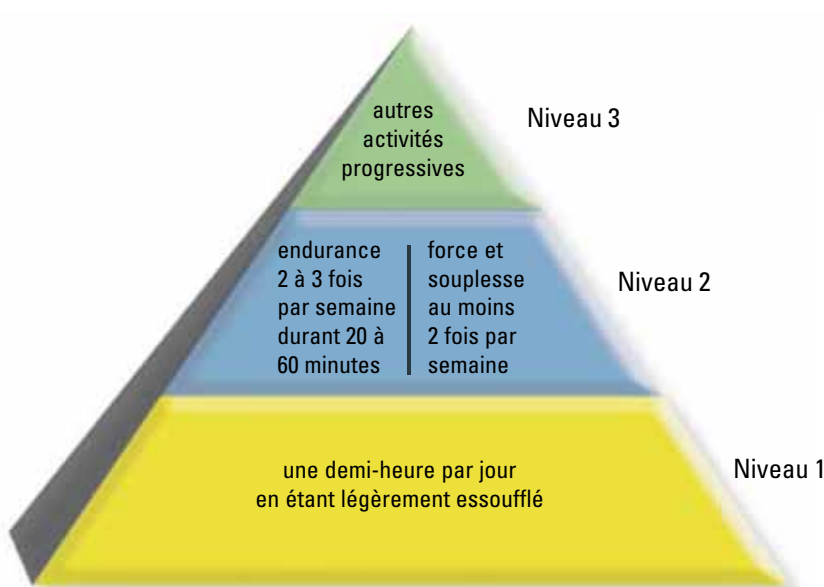 autres
activités
progressives
Niveau 3
endurance
2 à 3 fois
par semaine
durant 20 à
60 minutes
force et
souplesse
au moins
2 fois par
semaine
Niveau 2
une demi-heure par jour
en étant légèrement essoufflé
Niveau 1